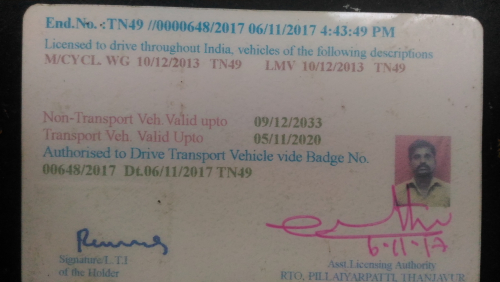 End.No. :TN49 //0000648/2017 06/11/2017 4:43:49 PM
Licensed to drive throughout India, vehicles of the following descriptions
M/CYCL. WG 10/12/2013 TN49 LMV 10/12/2013 TN49
Non-Transport Veh.Valid upto 09/12/2033
Transport Veh. Valid Upto 05/11/2020
Authorised to Drive Transport Vehicle vide Badge No.
00648/2017 Dt.06/11/2017 TN49
6-11-17
Signature/L.T.I
of the Holder
Asst.Licensing Authority
RTO, PILLAIYARPATTI, THANJAVUR